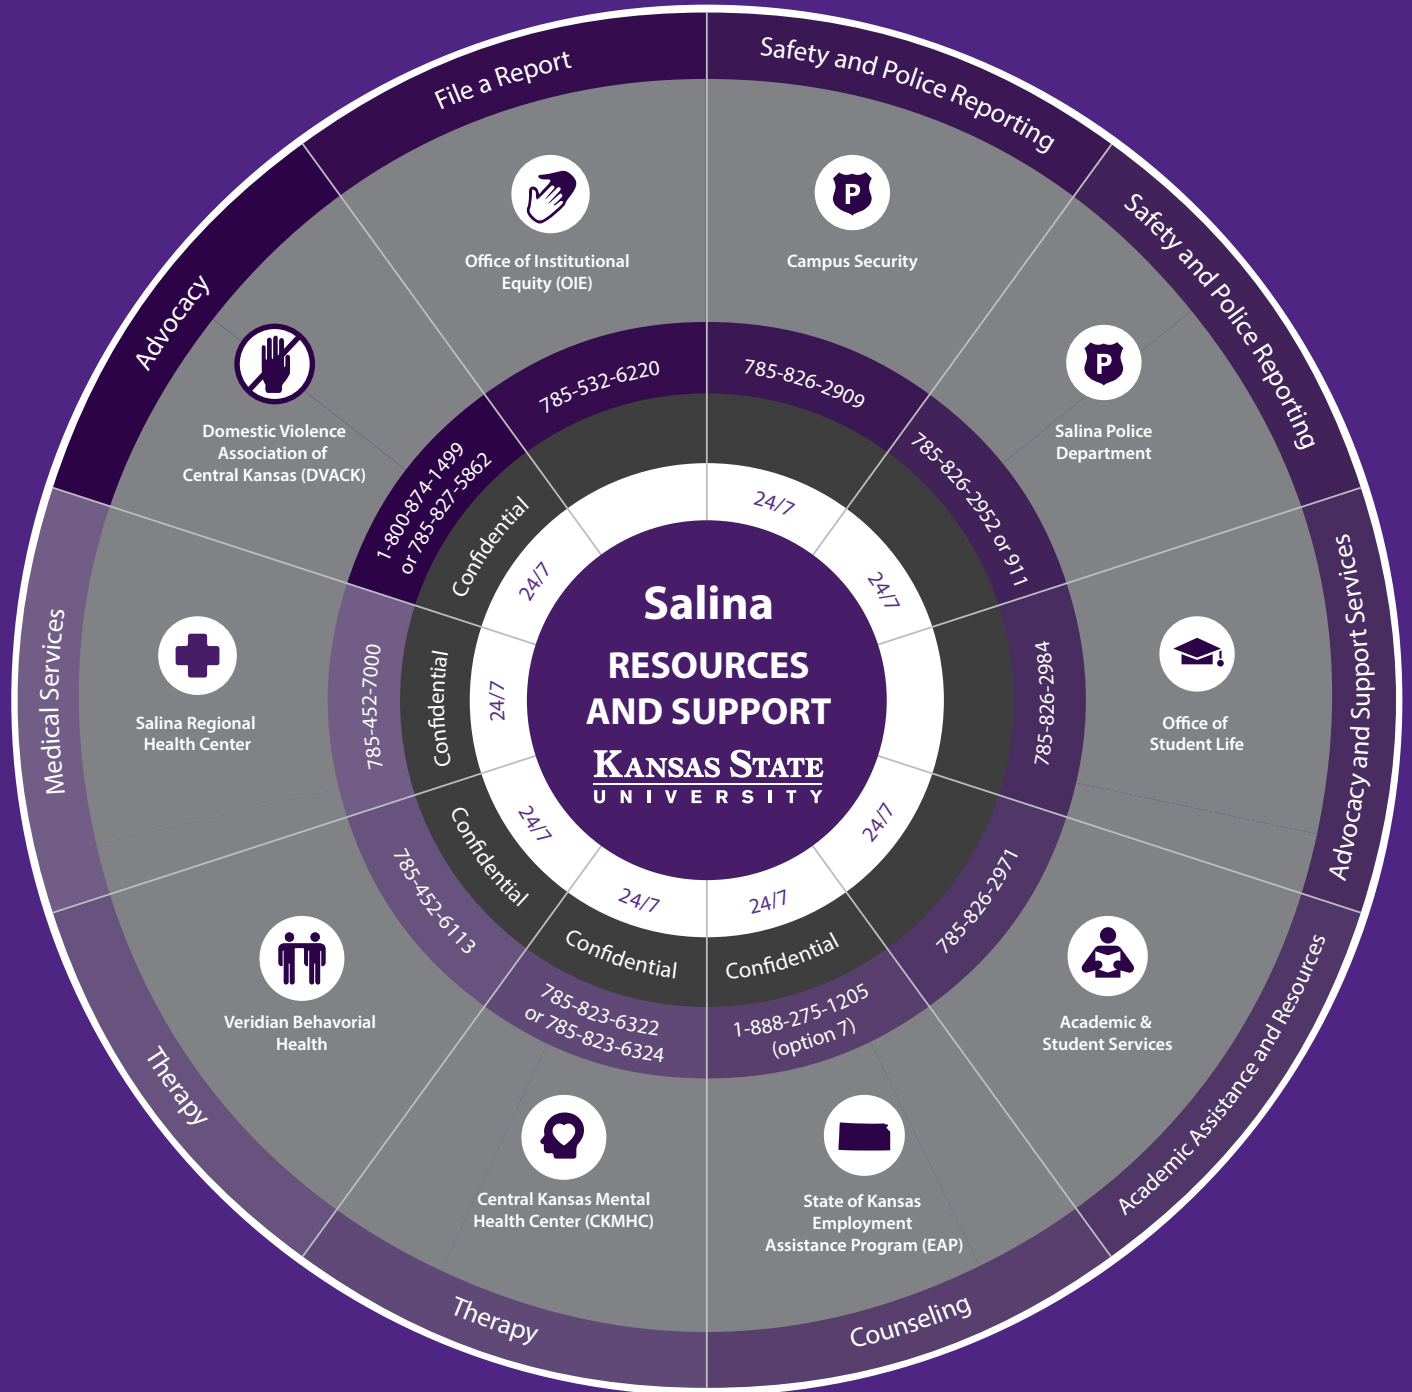 Salina
RESOURCES
AND SUPPORT
KANSAS STATE
UNIVERSITY
File a Report
Office of Institutional
Equity (OIE)
785-532-6220
Safety and Police Reporting
P
Campus Security
785-826-2909
24/7
Safety and Police Reporting
P
Salina Police
Department
785-826-2952 or 911
24/7
Advocacy and Support Services
Office of
Student Life
785-826-2984
Academic Assistance and Resources
Academic &
Student Services
785-826-2971
24/7
Counseling
State of Kansas
Employment
Assistance Program (EAP)
1-888-275-1205
(option 7)
Confidential
24/7
Therapy
Central Kansas Mental
Health Center (CKMHC)
785-823-6322
or 785-823-6324
Confidential
24/7
Therapy
Veridian Behavorial
Health
785-452-6113
Confidential
24/7
Medical Services
Salina Regional
Health Center
785-452-7000
Confidential
24/7
Advocacy
Domestic Violence
Association of
Central Kansas (DVACK)
1-800-874-1499
or 785-827-5862
Confidential
24/7